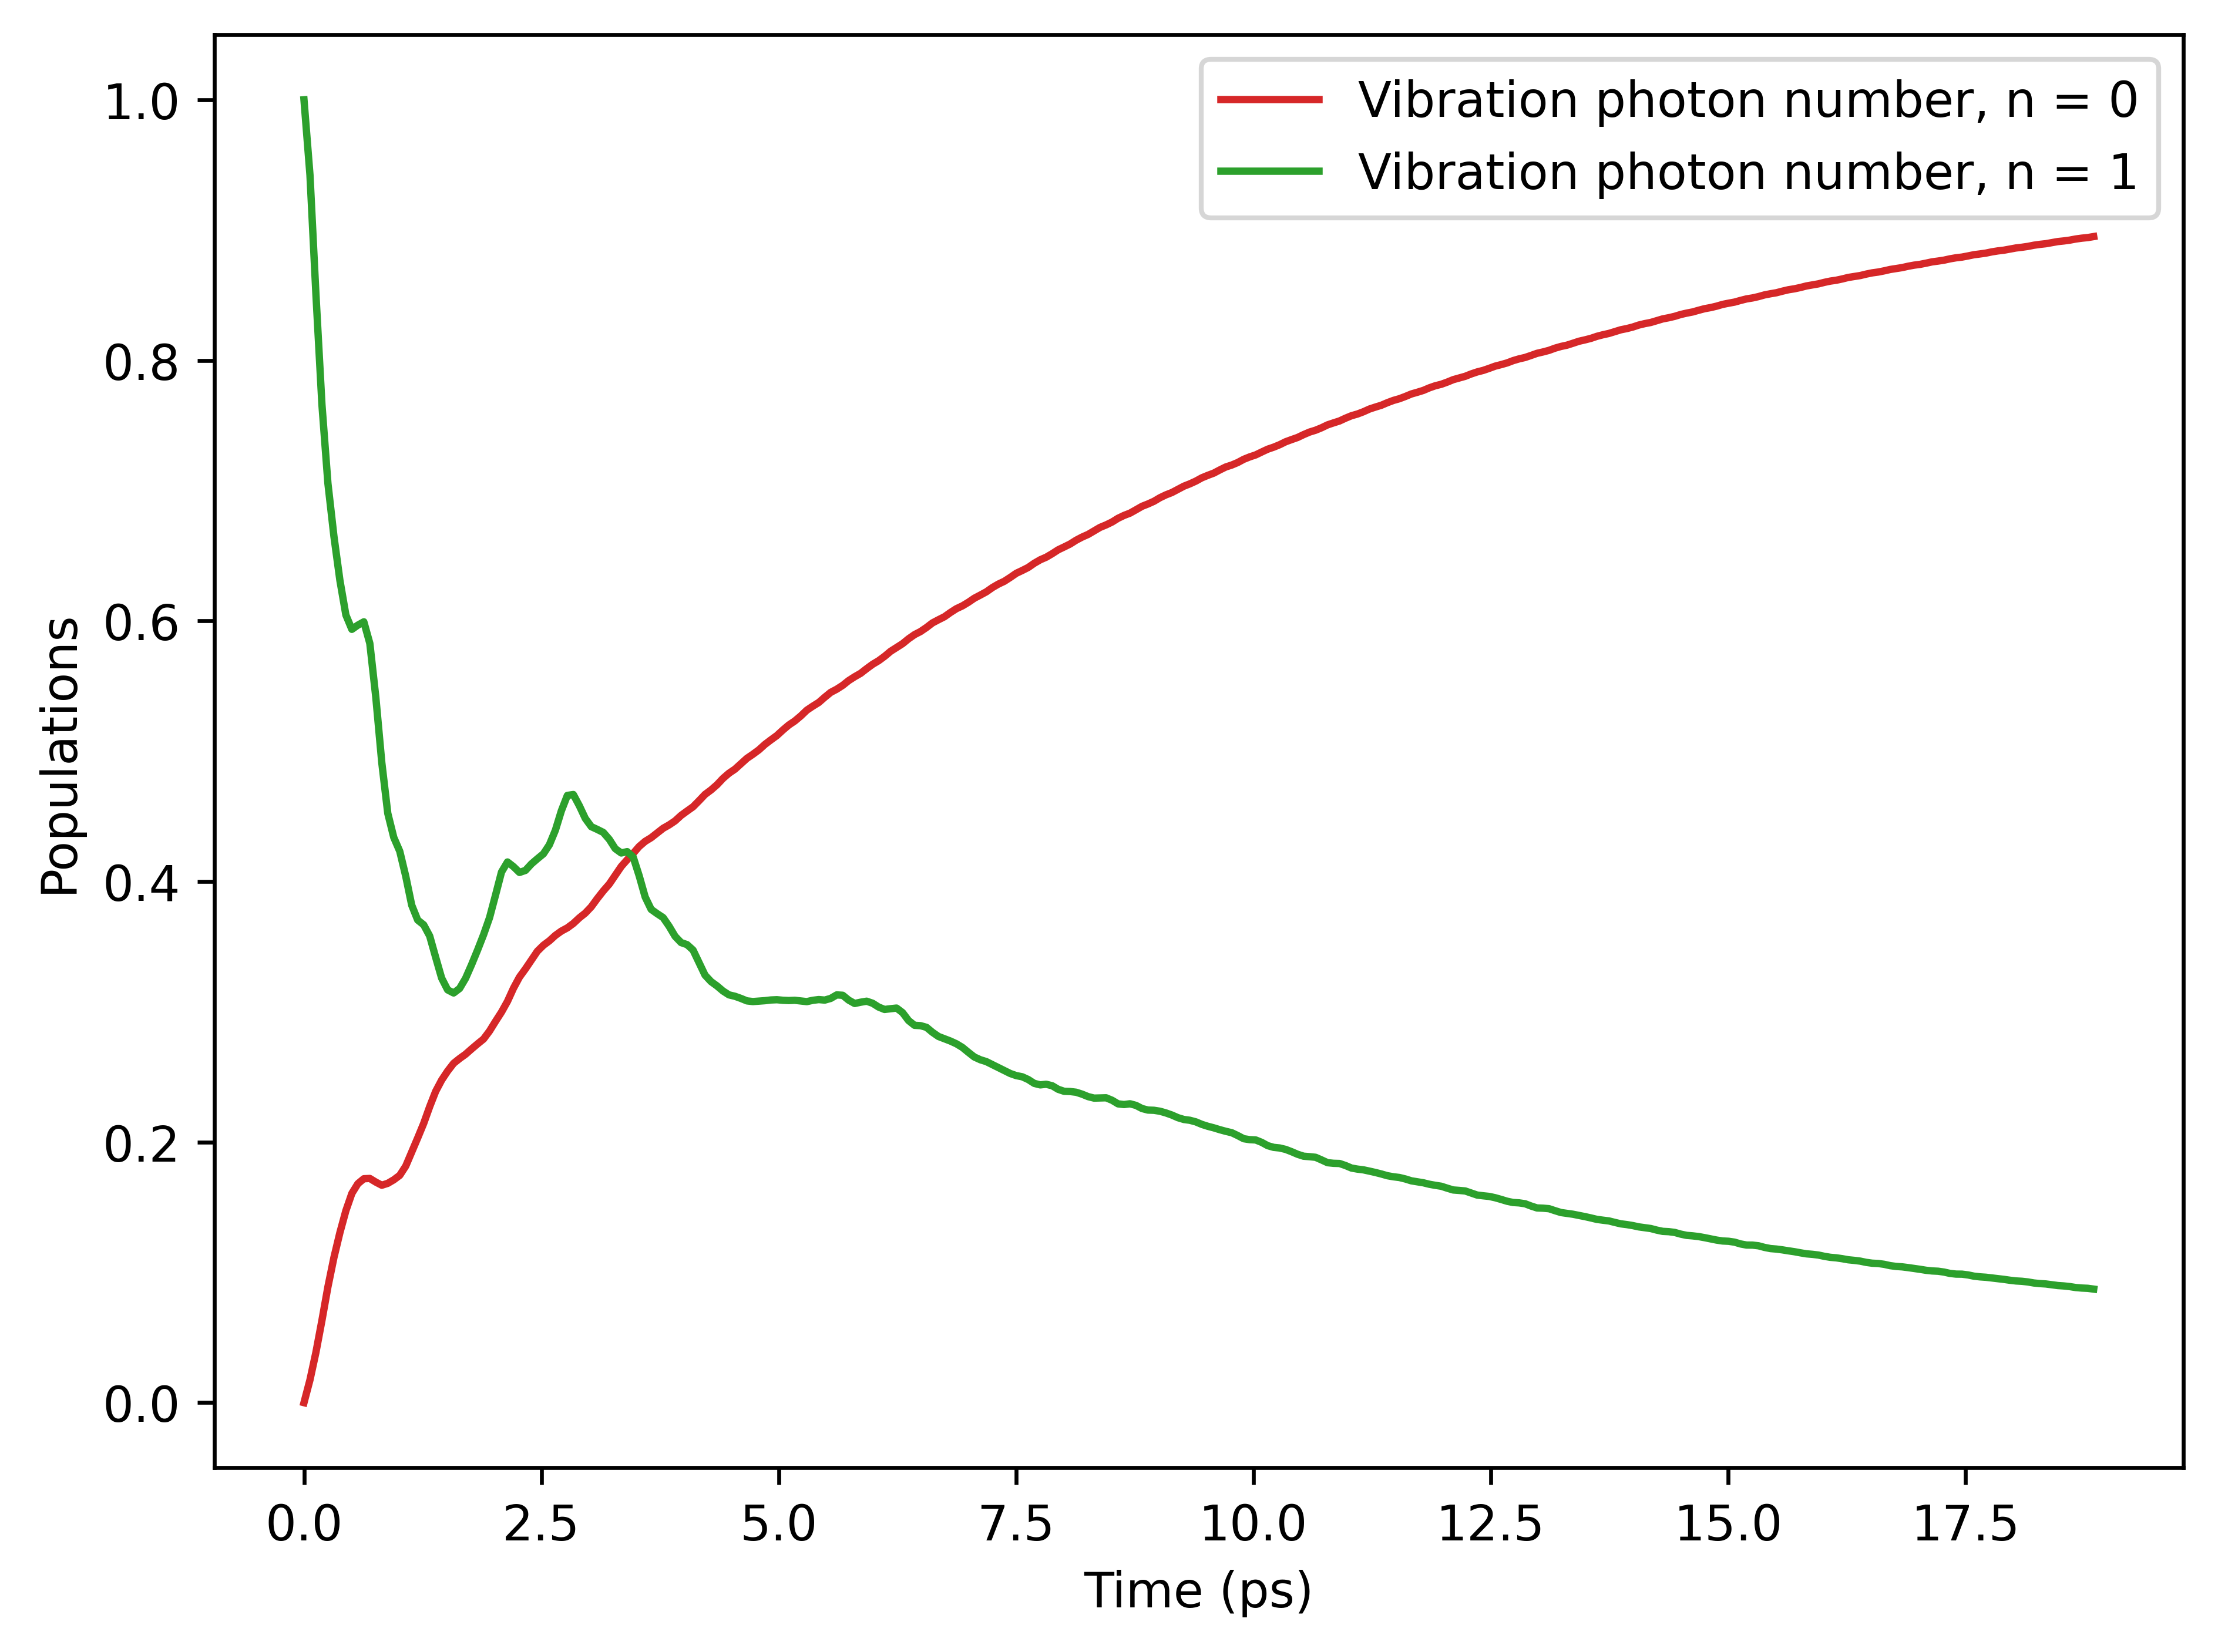 Vibration photon number, n = 0
Vibration photon number, n = 1
1.0
0.8
0.6
0.4
0.2
0.0
Populations
0.0 2.5 5.0 7.5 10.0 12.5 15.0 17.5
Time (ps)